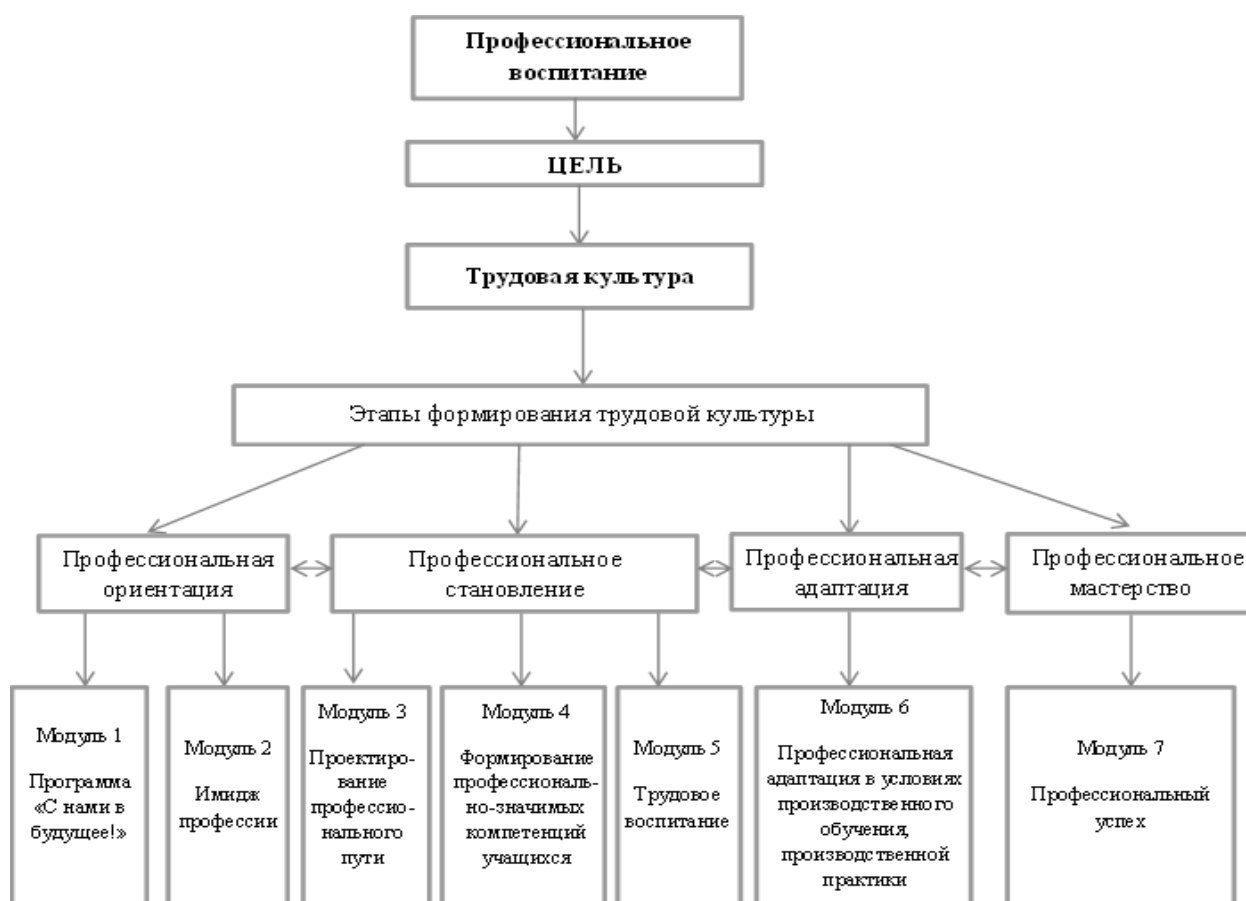 Профессиональное
воспитание
ЦЕЛЬ
Трудовая культура
Этапы формирования трудовой культуры
Профессиональная
ориентация
Профессиональное
становление
Профессиональная
адаптация
Профессиональное
мастерство
Модуль 1
Программа
«С нами в
будущее!»
Модуль 2
Имидж
профессии
Модуль 3
Проектиро-
вание
профессио-
нального
пути
Модуль 4
Формирование
профессиональ-
но-значимых
компетенций
учащихся
Модуль 5
Трудовое
воспитание
Модуль 6
Профессиональная
адаптация в условиях
производственного
обучения,
производственной
практики
Модуль 7
Профессиональный
успех